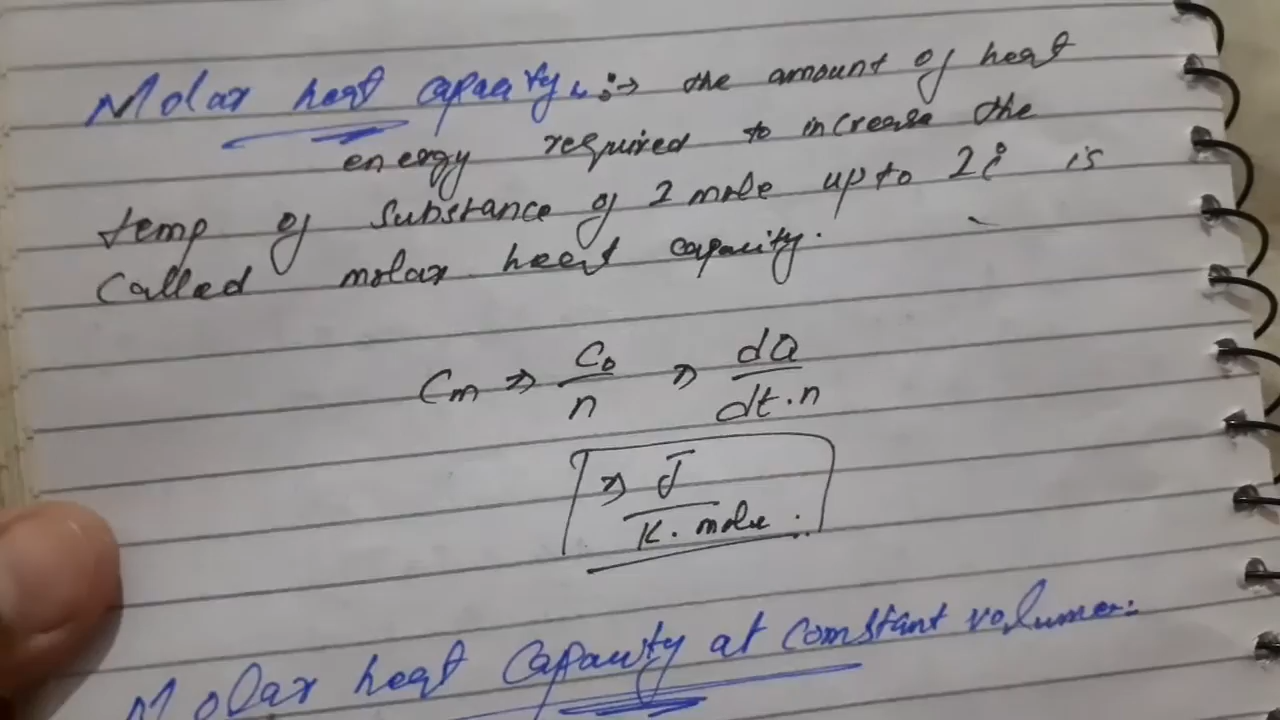 Molar heat capacity :→ the amount of heat
energy required to increase the
temp of substance of 1 mole up to 1°c is
called molar heat capacity.
Cm ⇒ C₀/n ⇒ dQ/dt.n
⇒ J/K. mole.
Molar heat capacity at constant volume: